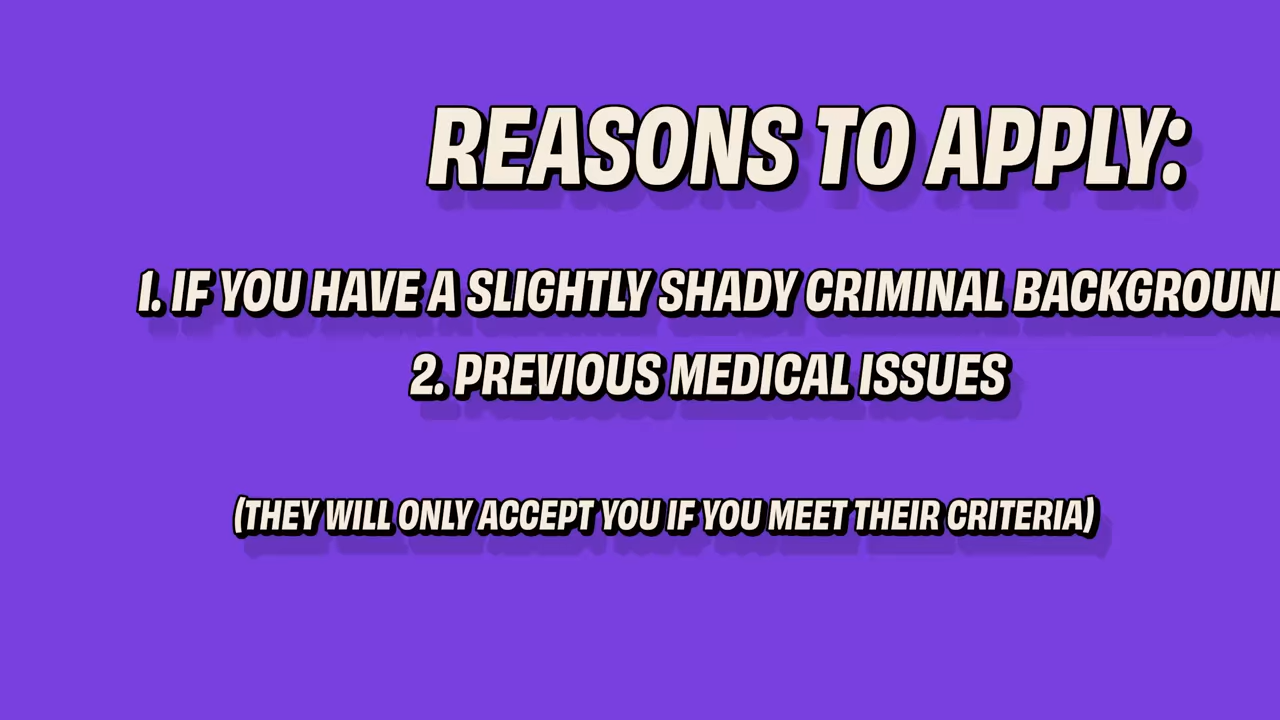 REASONS TO APPLY:
1. IF YOU HAVE A SLIGHTLY SHADY CRIMINAL BACKGROUN
2. PREVIOUS MEDICAL ISSUES
(THEY WILL ONLY ACCEPT YOU IF YOU MEET THEIR CRITERIA)